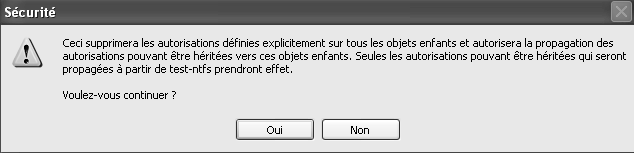 Sécurité
Ceci supprimera les autorisations définies explicitement sur tous les objets enfants et autorisera la propagation des
autorisations pouvant être héritées vers ces objets enfants. Seules les autorisations pouvant être héritées qui seront
propagées à partir de test-ntfs prendront effet.
Voulez-vous continuer ?
Oui
Non